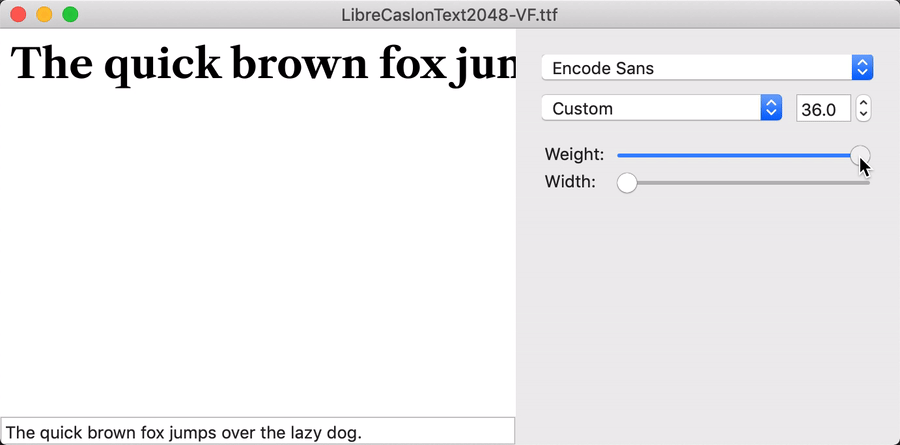 LibreCaslonText2048-VF.ttf
The quick brown fox jum
Encode Sans
Custom
36.0
Weight:
Width:
The quick brown fox jumps over the lazy dog.